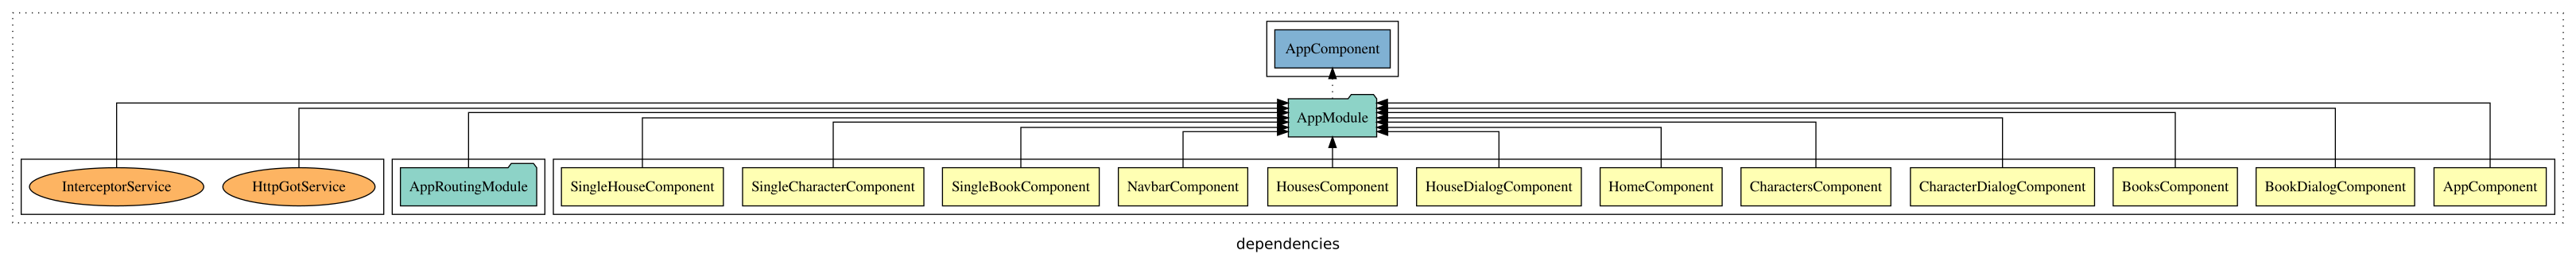 AppComponent
AppModule
InterceptorService
HttpGotService
AppRoutingModule
SingleHouseComponent
SingleCharacterComponent
SingleBookComponent
NavbarComponent
HousesComponent
HouseDialogComponent
HomeComponent
CharactersComponent
CharacterDialogComponent
BooksComponent
BookDialogComponent
AppComponent
dependencies